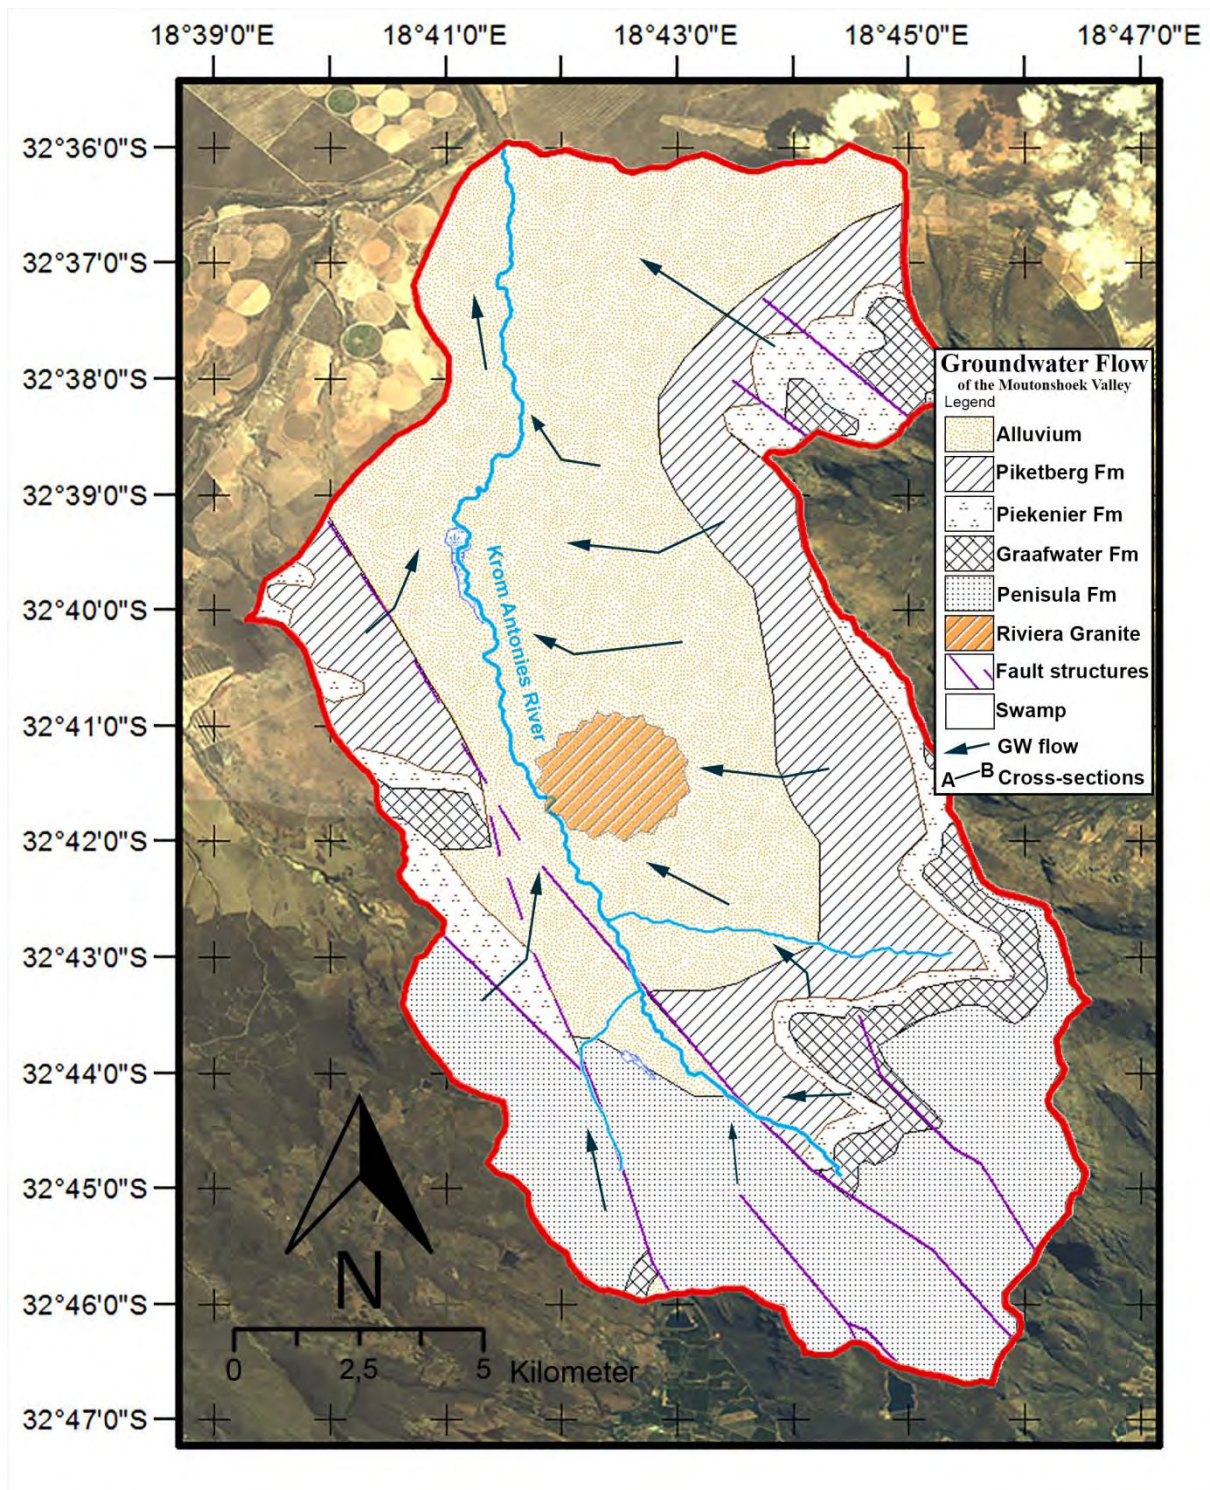 18°39'0"E 18°41'0"E 18°43'0"E 18°45'0"E 18°47'0"E
32°36'0"S
32°37'0"S
32°38'0"S
32°39'0"S
32°40'0"S
32°41'0"S
32°42'0"S
32°43'0"S
32°44'0"S
32°45'0"S
32°46'0"S
32°47'0"S
Krom Antonies River
Groundwater Flow
of the Moutonshoek Valley
Legend
Alluvium
Piketberg Fm
Piekenier Fm
Graafwater Fm
Penisula Fm
Riviera Granite
Fault structures
Swamp
GW flow
A B Cross-sections
N
0 2,5 5 Kilometer